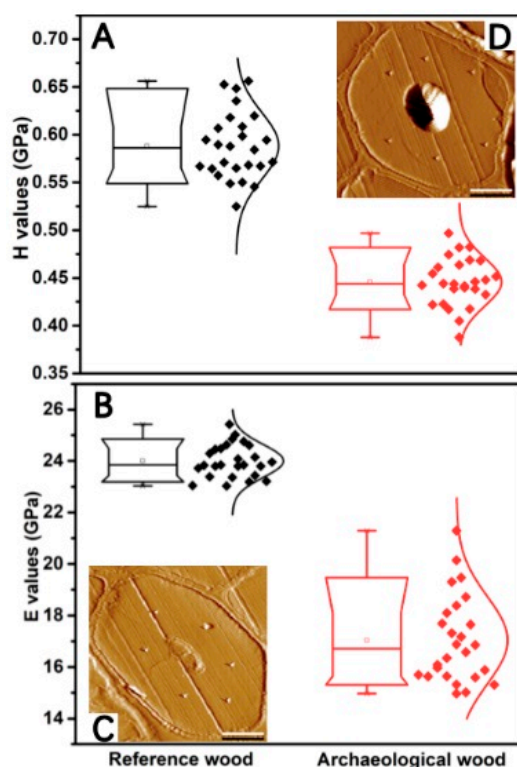 A
D
H values (GPa)
0.70
0.65
0.60
0.55
0.50
0.45
0.40
0.35
B
C
E values (GPa)
26
24
22
20
18
16
14
Reference wood
Archaeological wood